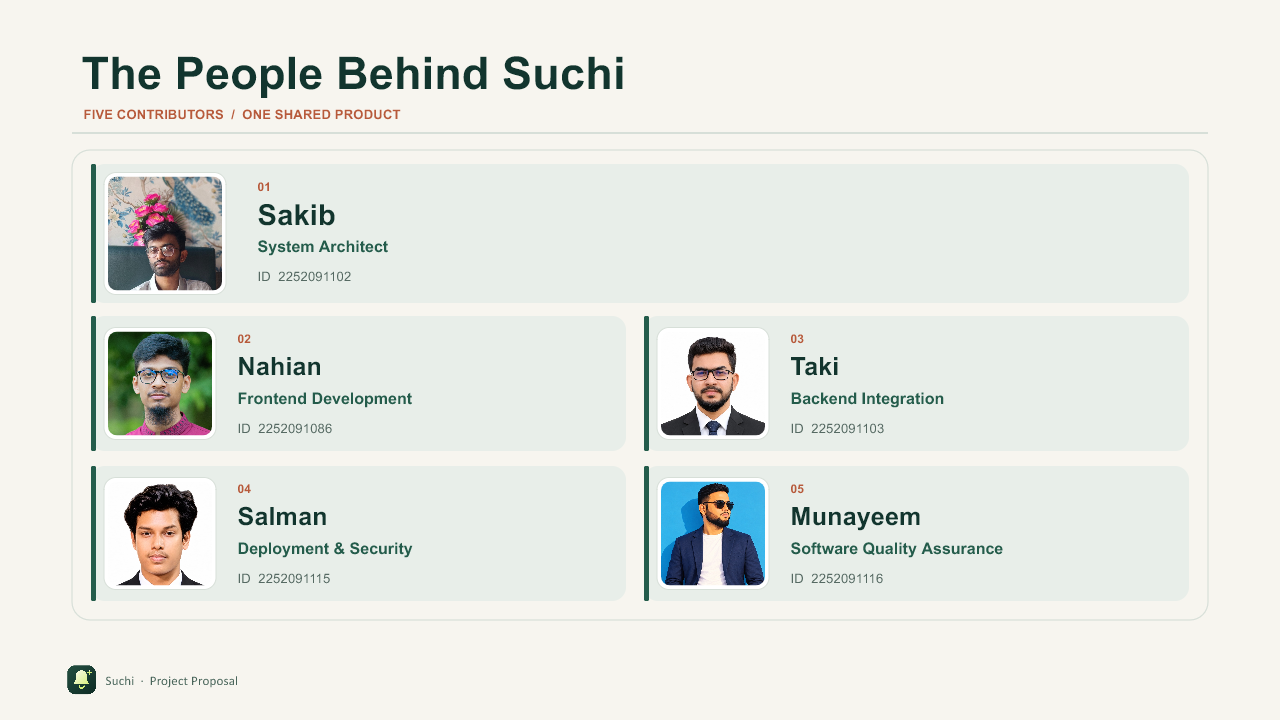 The People Behind Suchi
FIVE CONTRIBUTORS / ONE SHARED PRODUCT
01
Sakib
System Architect
ID 2252091102
02
Nahian
Frontend Development
ID 2252091086
03
Taki
Backend Integration
ID 2252091103
04
Salman
Deployment & Security
ID 2252091115
05
Munayeem
Software Quality Assurance
ID 2252091116
Suchi · Project Proposal